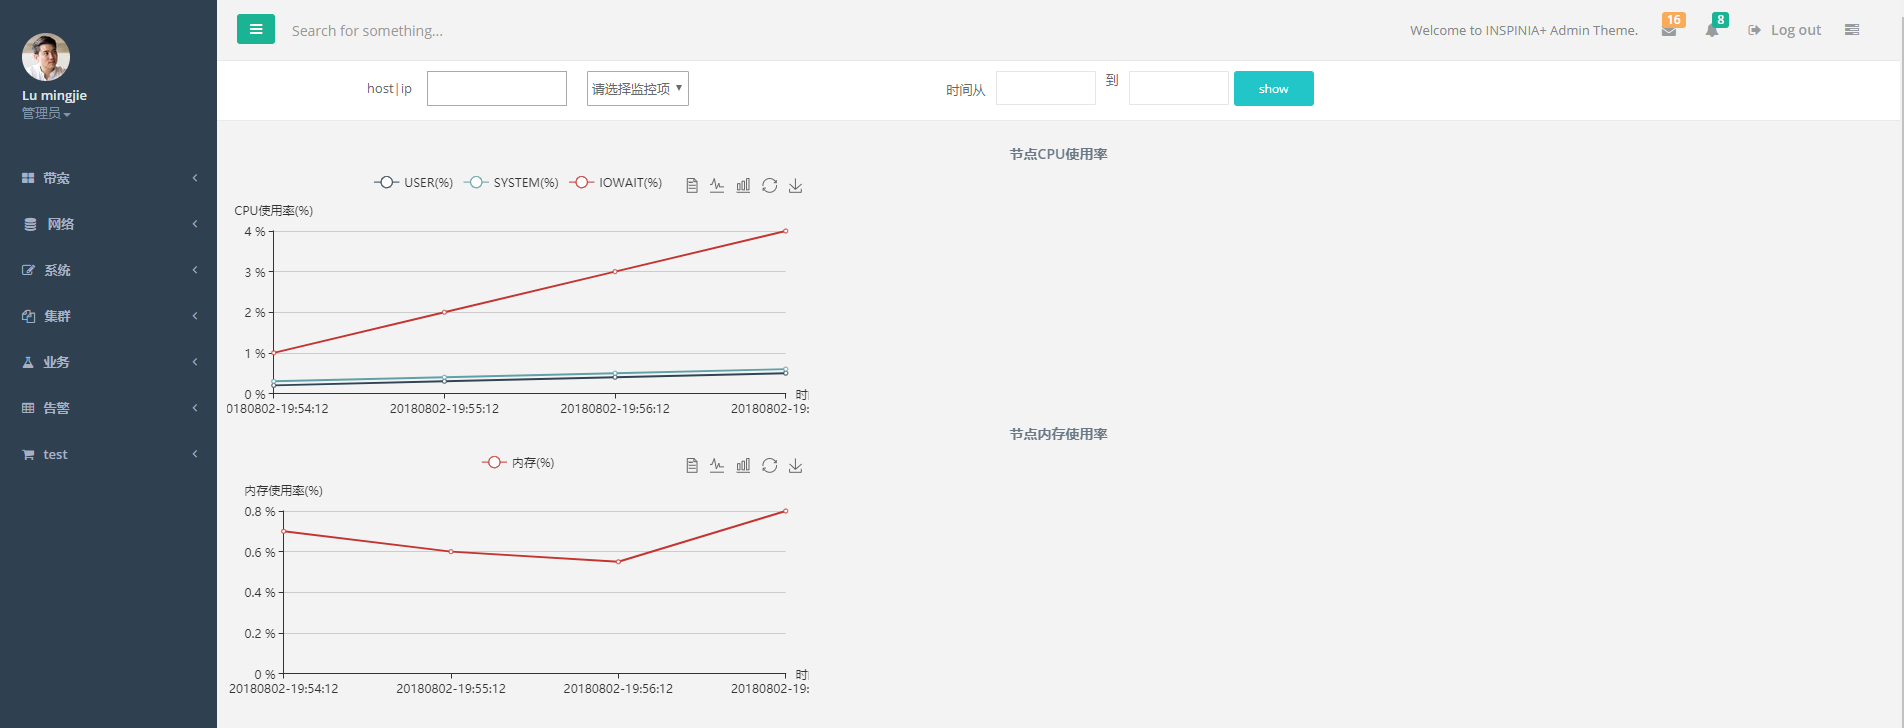 Lu mingjie
管理员
带宽
网络
系统
集群
业务
告警
test
Search for something...
Welcome to INSPINIA+ Admin Theme.
16
8
Log out
host|ip
请选择监控项
时间从
到
show
节点CPU使用率
USER(%) SYSTEM(%) IOWAIT(%)
CPU使用率(%)
4 %
3 %
2 %
1 %
0 %
时
0180802-19:54:12 20180802-19:55:12 20180802-19:56:12 20180802-19:
节点内存使用率
内存(%)
内存使用率(%)
0.8 %
0.6 %
0.4 %
0.2 %
0 %
时
20180802-19:54:12 20180802-19:55:12 20180802-19:56:12 20180802-19: